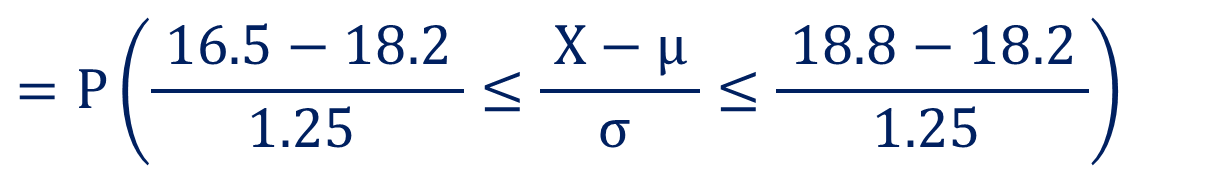 = P(16.5 − 18.2 / 1.25 ≤ X − μ / σ ≤ 18.8 − 18.2 / 1.25)